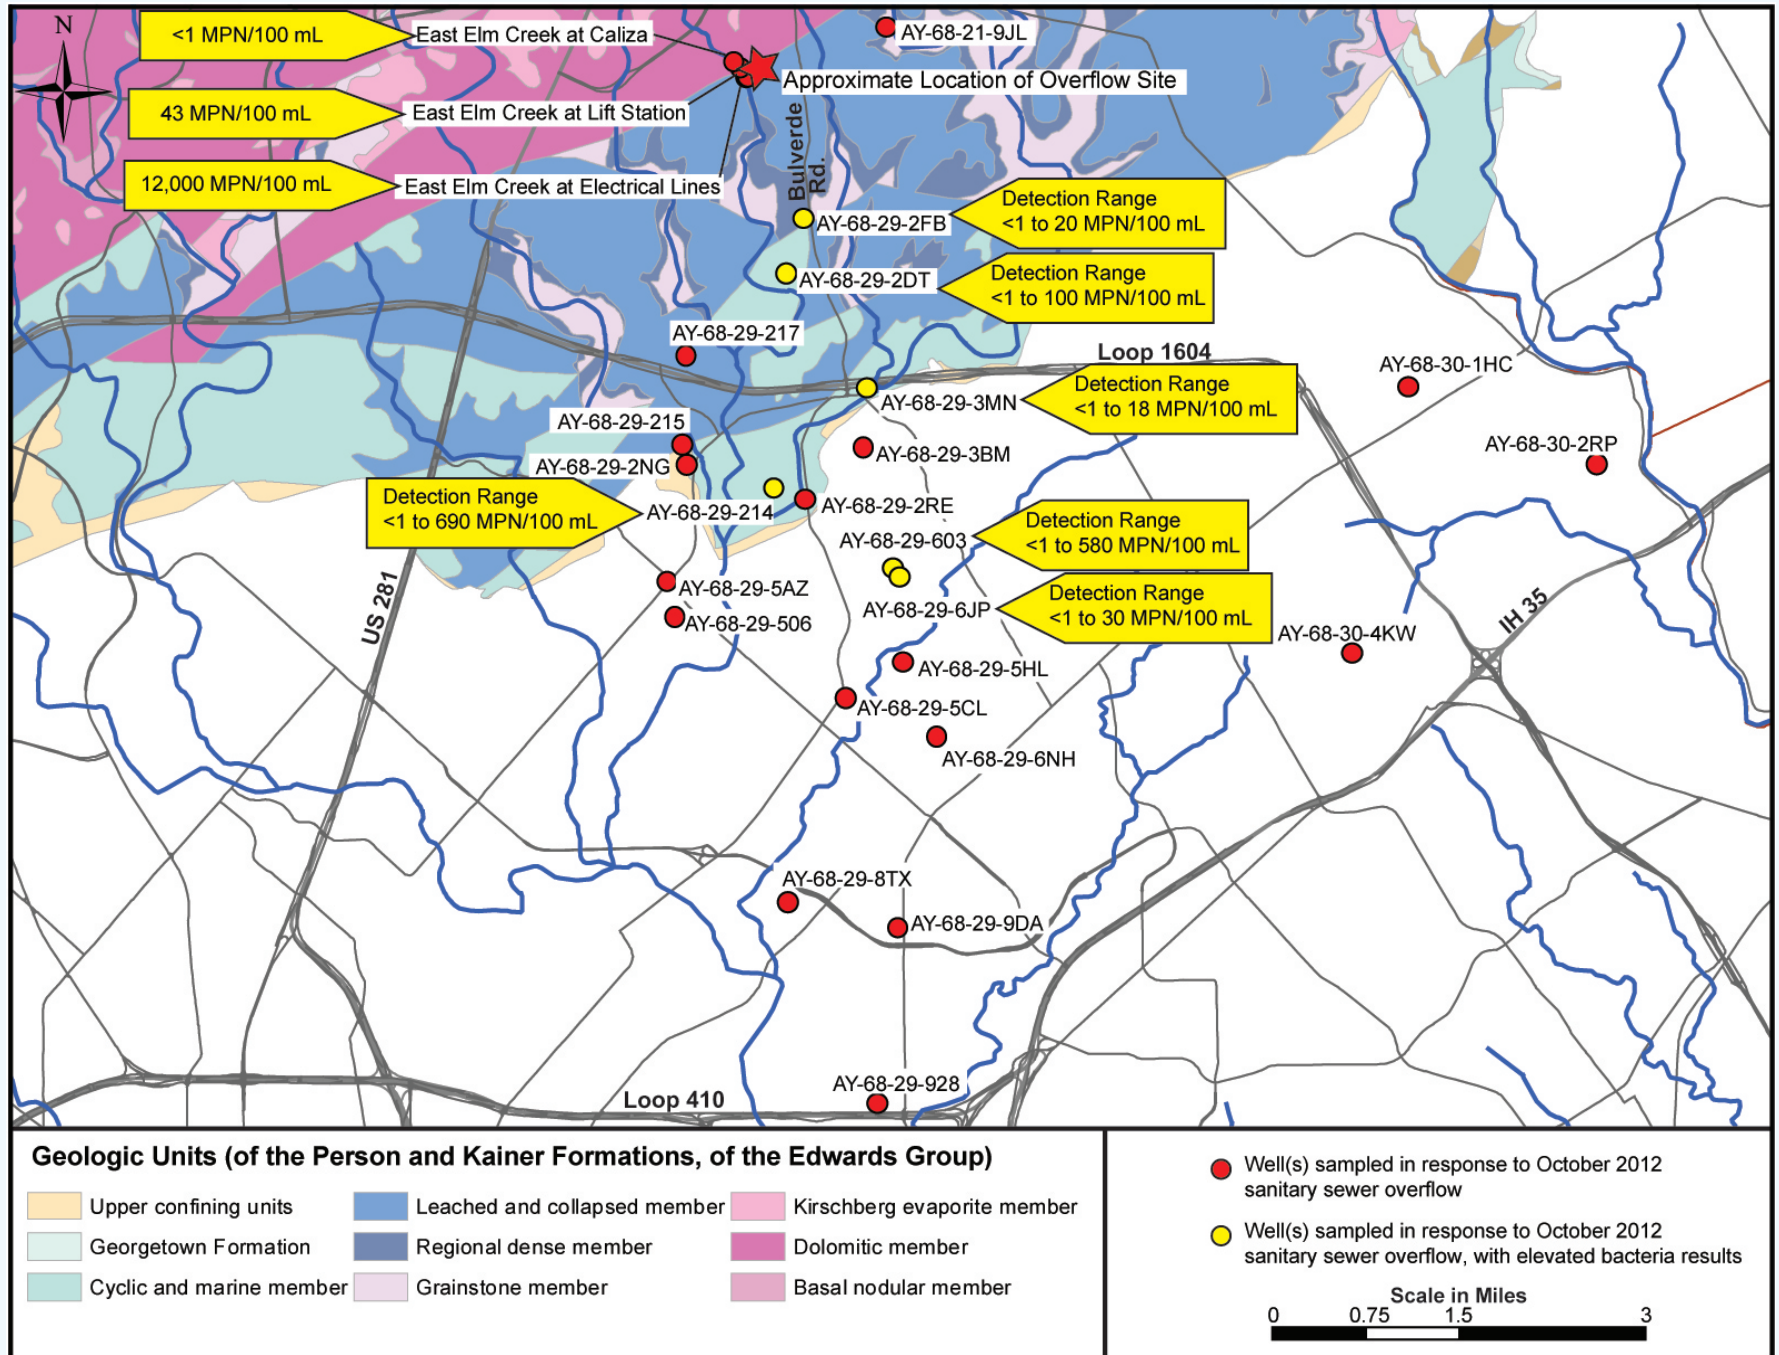 N
<1 MPN/100 mL
East Elm Creek at Caliza
AY-68-21-9JL
Approximate Location of Overflow Site
43 MPN/100 mL
East Elm Creek at Lift Station
Bulverde
Rd.
12,000 MPN/100 mL
East Elm Creek at Electrical Lines
AY-68-29-2FB
Detection Range
<1 to 20 MPN/100 mL
AY-68-29-2DT
Detection Range
<1 to 100 MPN/100 mL
AY-68-29-217
Loop 1604
AY-68-30-1HC
AY-68-29-3MN
Detection Range
<1 to 18 MPN/100 mL
AY-68-29-215
AY-68-29-3BM
AY-68-30-2RP
AY-68-29-2NG
Detection Range
<1 to 690 MPN/100 mL
AY-68-29-214
AY-68-29-2RE
AY-68-29-603
Detection Range
<1 to 580 MPN/100 mL
AY-68-29-5AZ
AY-68-29-6JP
Detection Range
<1 to 30 MPN/100 mL
US 281
AY-68-29-506
IH 35
AY-68-30-4KW
AY-68-29-5HL
AY-68-29-5CL
AY-68-29-6NH
AY-68-29-8TX
AY-68-29-9DA
AY-68-29-928
Loop 410
Geologic Units (of the Person and Kainer Formations, of the Edwards Group)
Upper confining units
Georgetown Formation
Cyclic and marine member
Leached and collapsed member
Regional dense member
Grainstone member
Kirschberg evaporite member
Dolomitic member
Basal nodular member
Well(s) sampled in response to October 2012
sanitary sewer overflow
Well(s) sampled in response to October 2012
sanitary sewer overflow, with elevated bacteria results
Scale in Miles
0 0.75 1.5 3